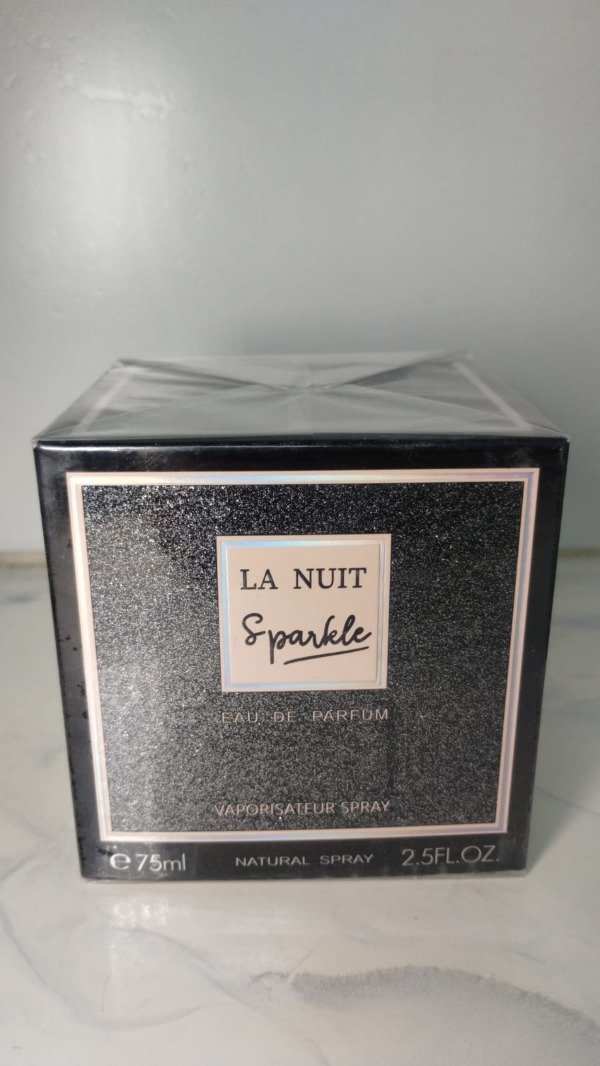 LA NUIT
Sparkle
EAU DE PARFUM
VAPORISATEUR SPRAY
e 75ml NATURAL SPRAY 2.5FL.OZ.